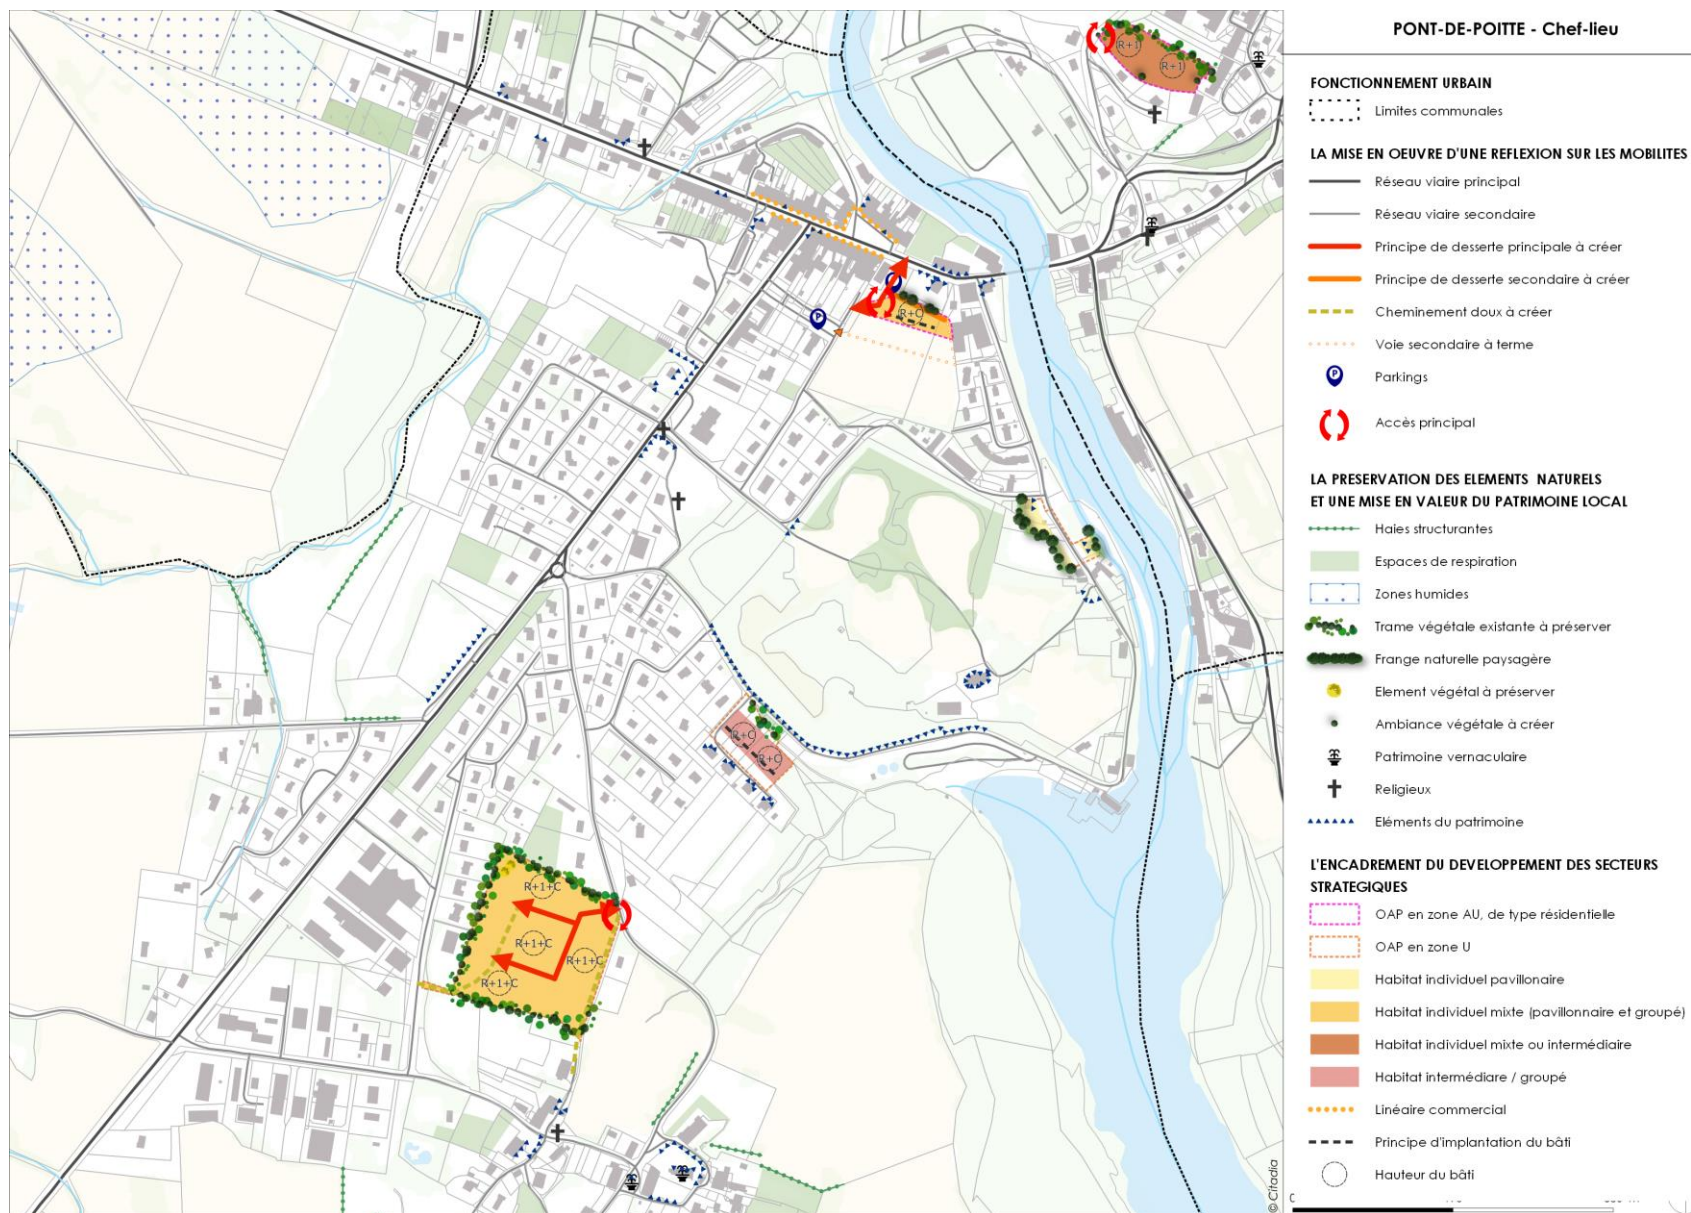 PONT-DE-POITTE - Chef-lieu
FONCTIONNEMENT URBAIN
Limites communales
LA MISE EN OEUVRE D'UNE REFLEXION SUR LES MOBILITES
Réseau viaire principal
Réseau viaire secondaire
Principe de desserte principale à créer
Principe de desserte secondaire à créer
Cheminement doux à créer
Voie secondaire à terme
P
Parkings
Accès principal
LA PRESERVATION DES ELEMENTS NATURELS
ET UNE MISE EN VALEUR DU PATRIMOINE LOCAL
Haies structurantes
Espaces de respiration
Zones humides
Trame végétale existante à préserver
Frange naturelle paysagère
Element végétal à préserver
Ambiance végétale à créer
Patrimoine vernaculaire
Religieux
Eléments du patrimoine
L'ENCADREMENT DU DEVELOPPEMENT DES SECTEURS
STRATEGIQUES
OAP en zone AU, de type résidentielle
OAP en zone U
Habitat individuel pavillonaire
Habitat individuel mixte (pavillonnaire et groupé)
Habitat individuel mixte ou intermédiaire
Habitat intermédiare / groupé
Linéaire commercial
Principe d'implantation du bâti
Hauteur du bâti
R+1
R+1
P
R+O
P
R+O
R+O
R+1+C
R+1+C
R+1+C
R+1+C
© Citadia